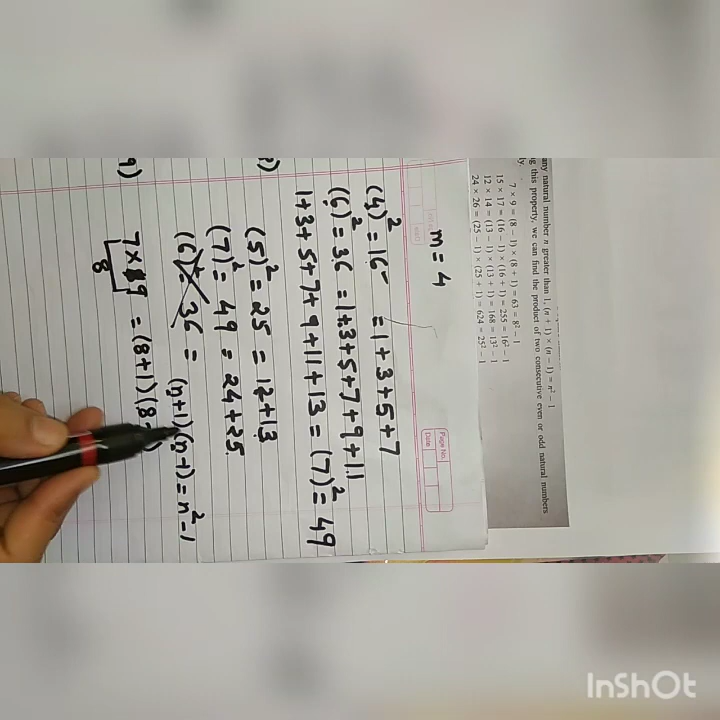 any natural number n greater than 1, (n + 1) × (n − 1) = n² − 1
g this property, we can find the product of two consecutive even or odd natural numbers
ly.
7 × 9 = (8 − 1) × (8 + 1) = 63 = 8² − 1
15 × 17 = (16 − 1) × (16 + 1) = 255 = 16² − 1
12 × 14 = (13 − 1) × (13 + 1) = 168 = 13² − 1
24 × 26 = (25 − 1) × (25 + 1) = 624 = 25² − 1
Page No.
Date
m = 4
(4)² = 16 = 1+3+5+7
(6)² = 36 = 1+3+5+7+9+11
1+3+5+7+9+11+13 = (7)² = 49
(5)² = 25 = 12+13
(7)² = 49 = 24+25
(6)² = 36 =
(n+1)(n-1) = n²-1
9)
7×9 = (8+1)(8-
8
InShOt